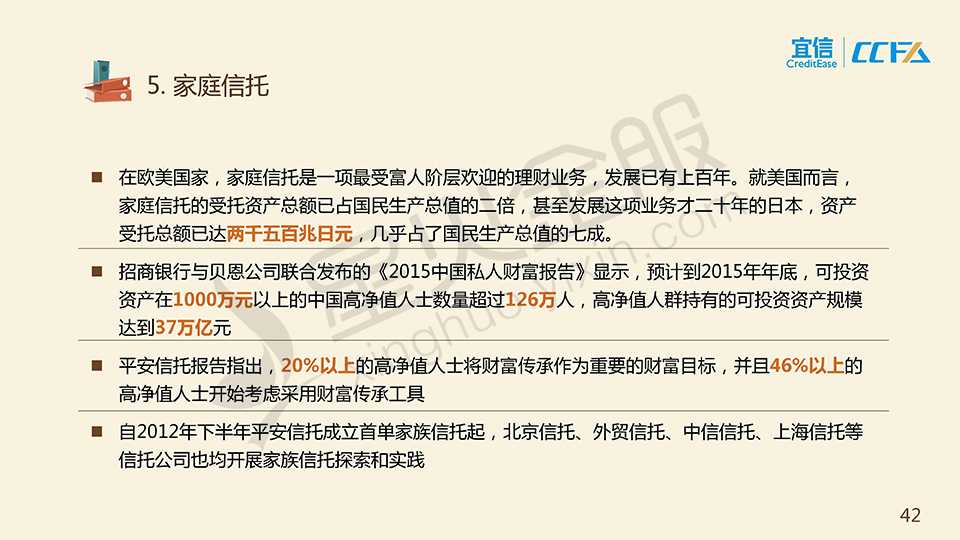 宜信
CreditEase
CCFA
5. 家庭信托
■ 在欧美国家，家庭信托是一项最受富人阶层欢迎的理财业务，发展已有上百年。就美国而言，
家庭信托的受托资产总额已占国民生产总值的二倍，甚至发展这项业务才二十年的日本，资产
受托总额已达两千五百兆日元，几乎占了国民生产总值的七成。
■ 招商银行与贝恩公司联合发布的《2015中国私人财富报告》显示，预计到2015年年底，可投资
资产在1000万元以上的中国高净值人士数量超过126万人，高净值人群持有的可投资资产规模
达到37万亿元
■ 平安信托报告指出，20%以上的高净值人士将财富传承作为重要的财富目标，并且46%以上的
高净值人士开始考虑采用财富传承工具
■ 自2012年下半年平安信托成立首单家族信托起，北京信托、外贸信托、中信信托、上海信托等
信托公司也均开展家族信托探索和实践
星火金服
xinghuo.yixin.com
42